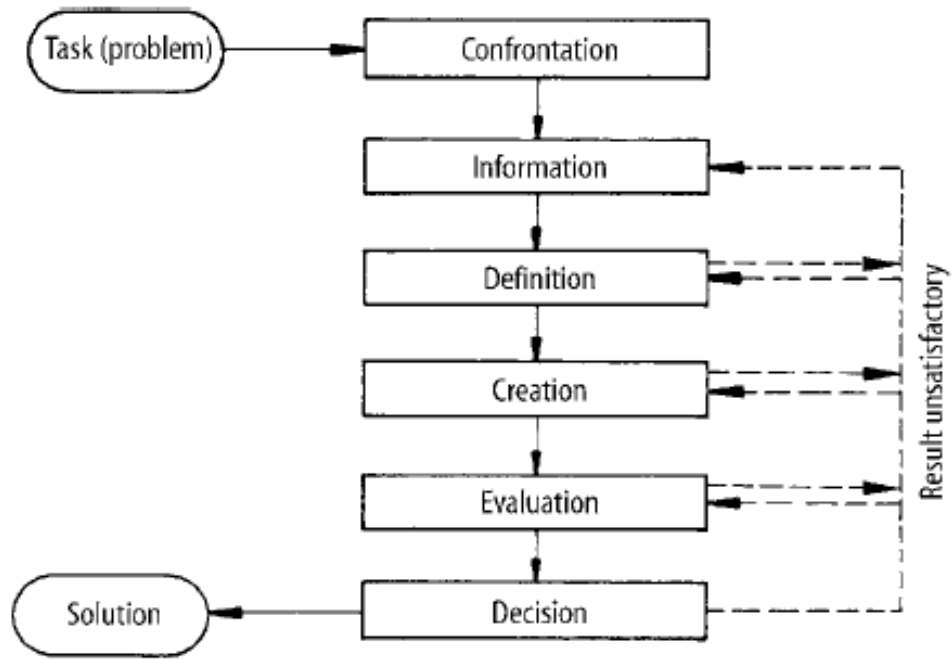 Task (problem)
Confrontation
Information
Definition
Creation
Evaluation
Decision
Solution
Result unsatisfactory